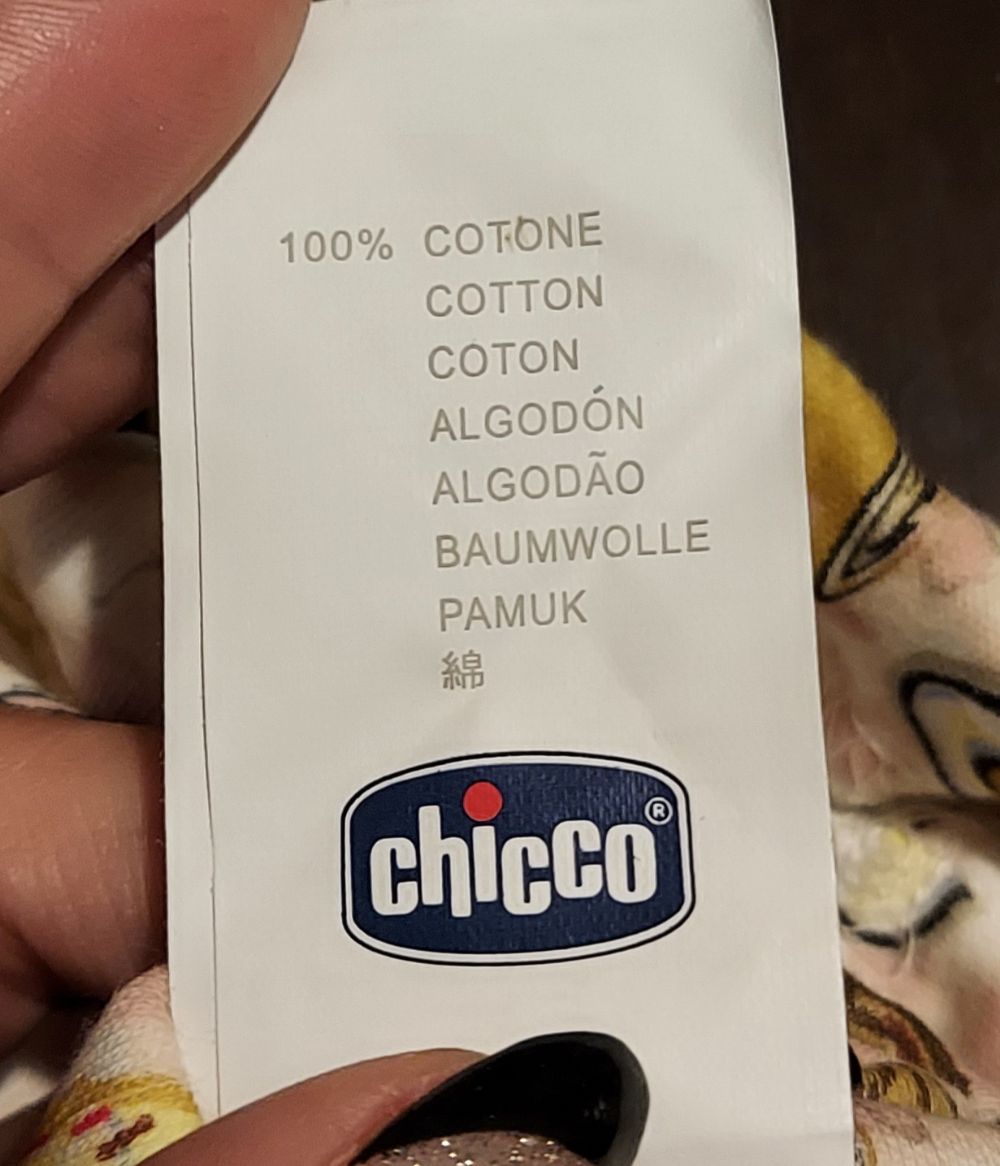 100% COTONE
COTTON
COTON
ALGODÓN
ALGODÃO
BAUMWOLLE
PAMUK
綿
chicco®